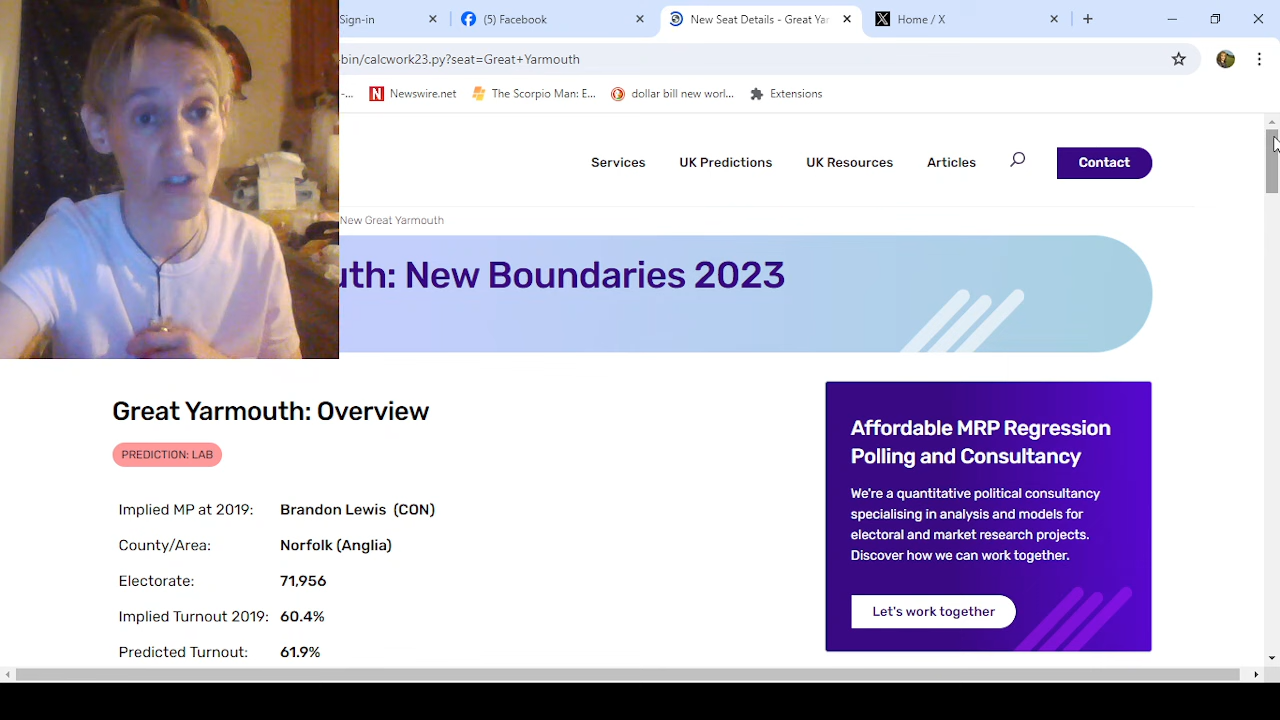 Sign-in
(5) Facebook
New Seat Details - Great Yar
Home / X
bin/calcwork23.py?seat=Great+Yarmouth
-...
Newswire.net
The Scorpio Man: E...
dollar bill new worl...
Extensions
Services
UK Predictions
UK Resources
Articles
Contact
New Great Yarmouth
uth: New Boundaries 2023
Great Yarmouth: Overview
PREDICTION: LAB
Implied MP at 2019: Brandon Lewis (CON)
County/Area: Norfolk (Anglia)
Electorate: 71,956
Implied Turnout 2019: 60.4%
Predicted Turnout: 61.9%
Affordable MRP Regression
Polling and Consultancy
We're a quantitative political consultancy
specialising in analysis and models for
electoral and market research projects.
Discover how we can work together.
Let's work together